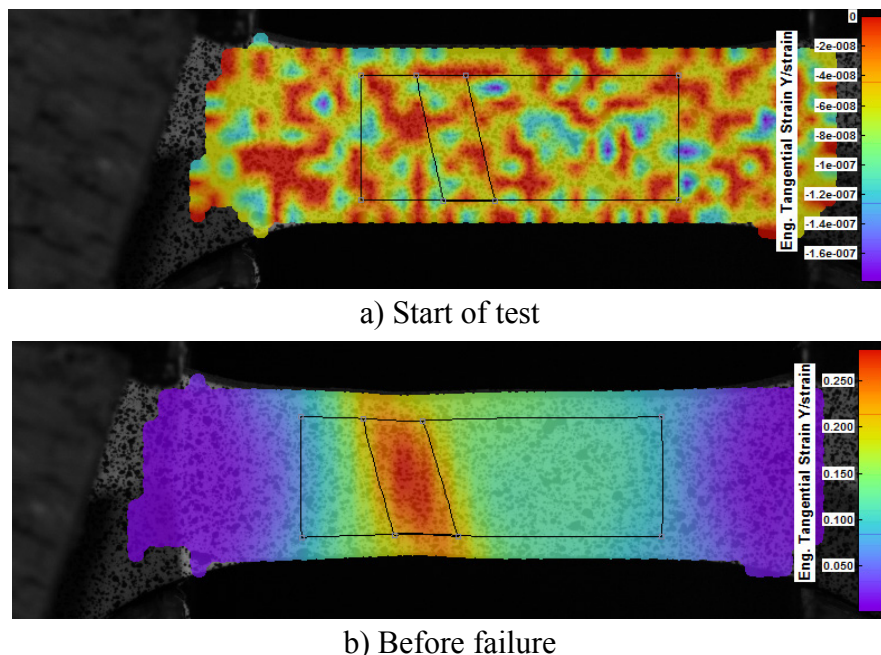 0
-2e-008
-4e-008
-6e-008
-8e-008
-1e-007
-1.2e-007
-1.4e-007
-1.6e-007
Eng. Tangential Strain Y/strain
a) Start of test
0.250
0.200
0.150
0.100
0.050
Eng. Tangential Strain Y/strain
b) Before failure